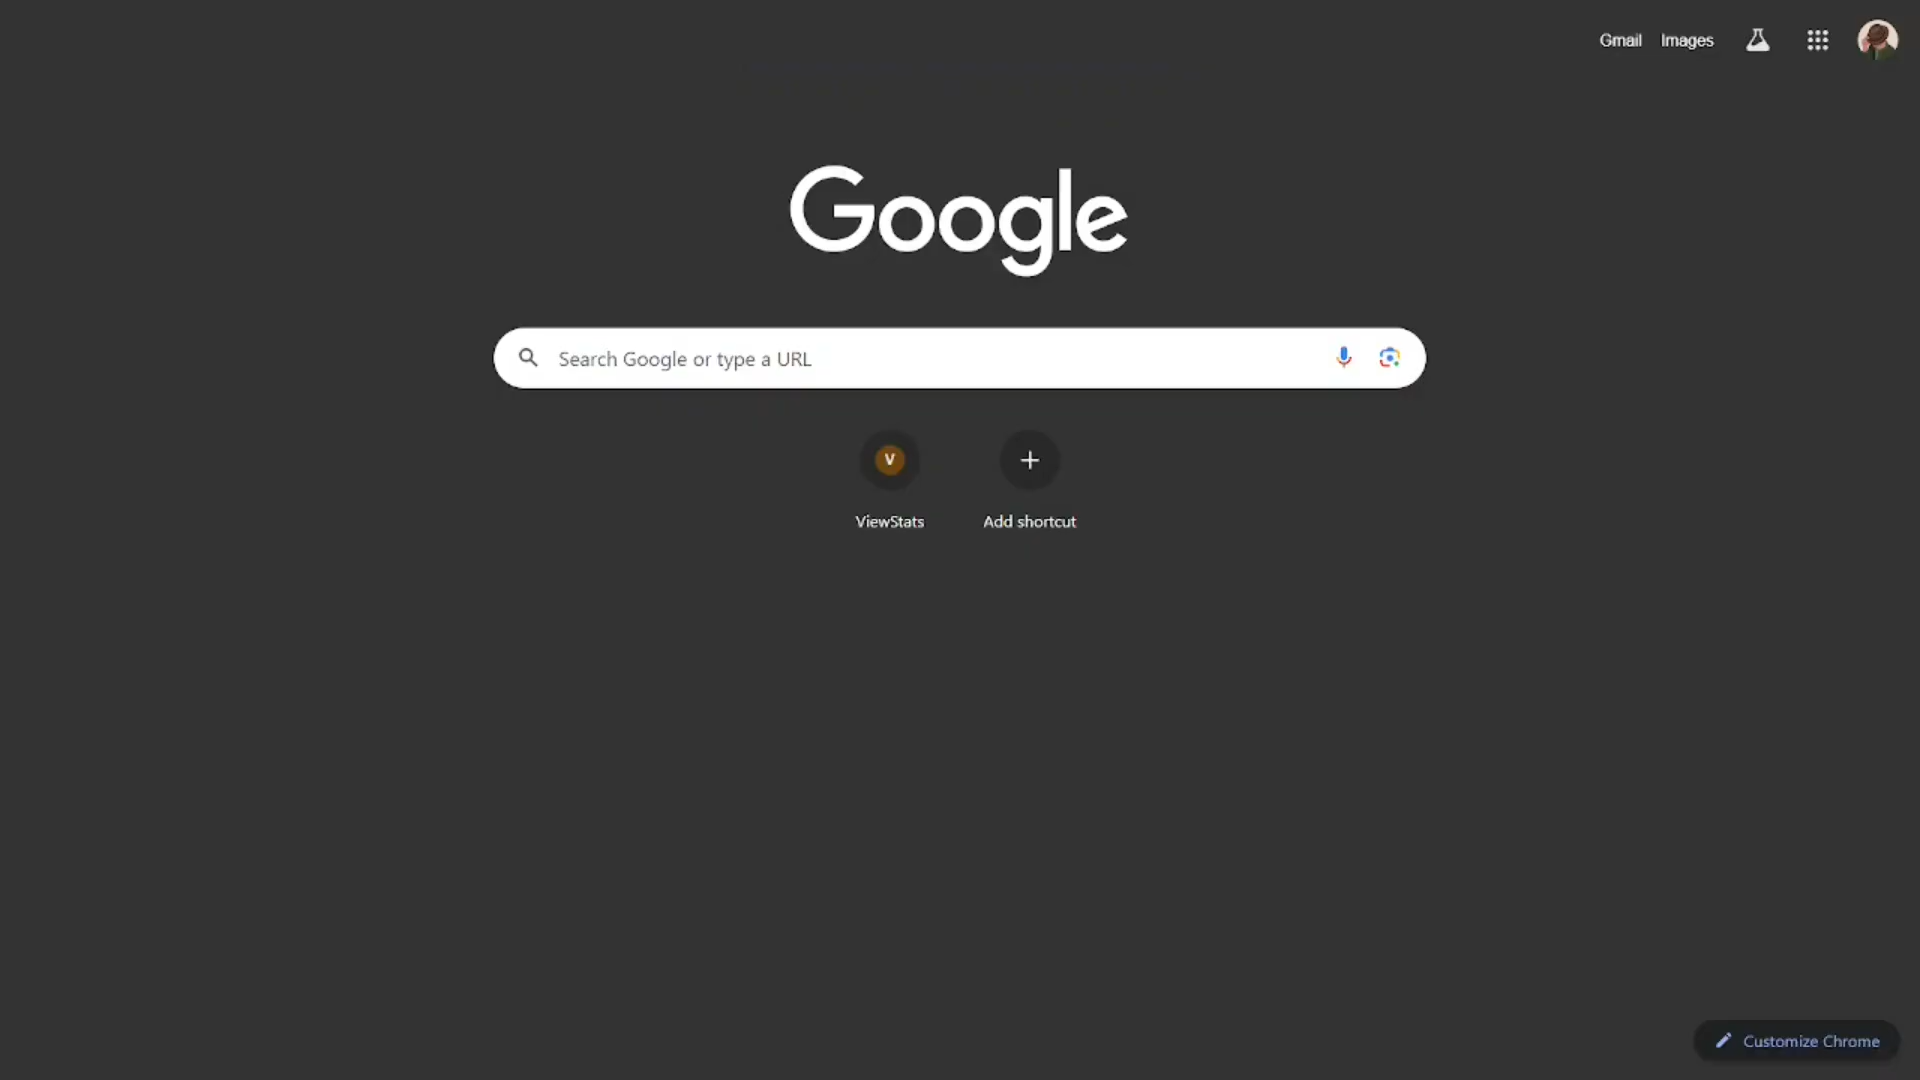 Gmail Images
Google
Search Google or type a URL
V
ViewStats Add shortcut
Customize Chrome